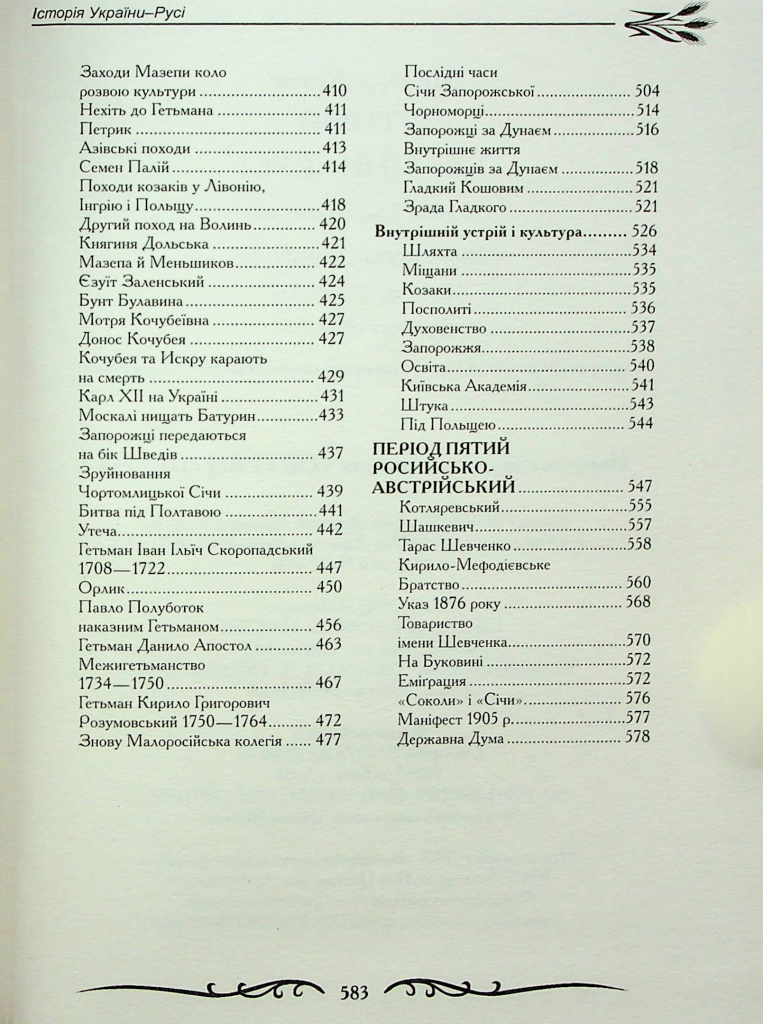 Історія України–Русі
Заходи Мазепи коло
розвою культури ........................ 410
Нехіть до Гетьмана ..................... 411
Петрик .................................. 411
Азівські походи ......................... 413
Семен Палій ............................. 414
Походи козаків у Лівонію,
Інгрію і Польщу ......................... 418
Другий поход на Волинь ................. 420
Княгиня Дольська ....................... 421
Мазепа й Меньшиков ..................... 422
Єзуїт Заленський ....................... 424
Бунт Булавина ........................... 425
Мотря Кочубеївна ....................... 427
Донос Кочубея ........................... 427
Кочубея та Искру карають
на смерть ............................... 429
Карл XII на Україні .................... 431
Москалі нищать Батурин ................. 433
Запорожці передаються
на бік Шведів ........................... 437
Зруйновання
Чортомлицької Січи ..................... 439
Битва під Полтавою ..................... 441
Утеча ................................... 442
Гетьман Іван Ільїч Скоропадський
1708—1722 ............................... 447
Орлик ................................... 450
Павло Полуботок
наказним Гетьманом ..................... 456
Гетьман Данило Апостол ................. 463
Межигетьманство
1734—1750 ............................... 467
Гетьман Кирило Григорович
Розумовський 1750—1764 ................. 472
Знову Малоросійська колегія ...... 477
Послідні часи
Січи Запорожської ...................... 504
Чорноморці .............................. 514
Запорожці за Дунаєм .................... 516
Внутрішнє життя
Запорожців за Дунаєм ................... 518
Гладкий Кошовим ........................ 521
Зрада Гладкого .......................... 521
Внутрішній устрій і культура ......... 526
Шляхта .................................. 534
Міщани .................................. 535
Козаки .................................. 535
Посполиті ............................... 536
Духовенство ............................. 537
Запорожжя ............................... 538
Освіта .................................. 540
Київська Академія ...................... 541
Штука ................................... 543
Під Польщею ............................. 544
ПЕРІОД ПЯТИЙ
РОСИЙСЬКО-
АВСТРІЙСЬКИЙ ........................... 547
Котляревський ........................... 555
Шашкевич ................................ 557
Тарас Шевченко .......................... 558
Кирило-Мефодієвське
Братство ................................ 560
Указ 1876 року .......................... 568
Товариство
імени Шевченка .......................... 570
На Буковині ............................. 572
Еміґрация ............................... 572
«Соколи» і «Січи» ...................... 576
Маніфест 1905 р. ........................ 577
Державна Дума ........................... 578
583